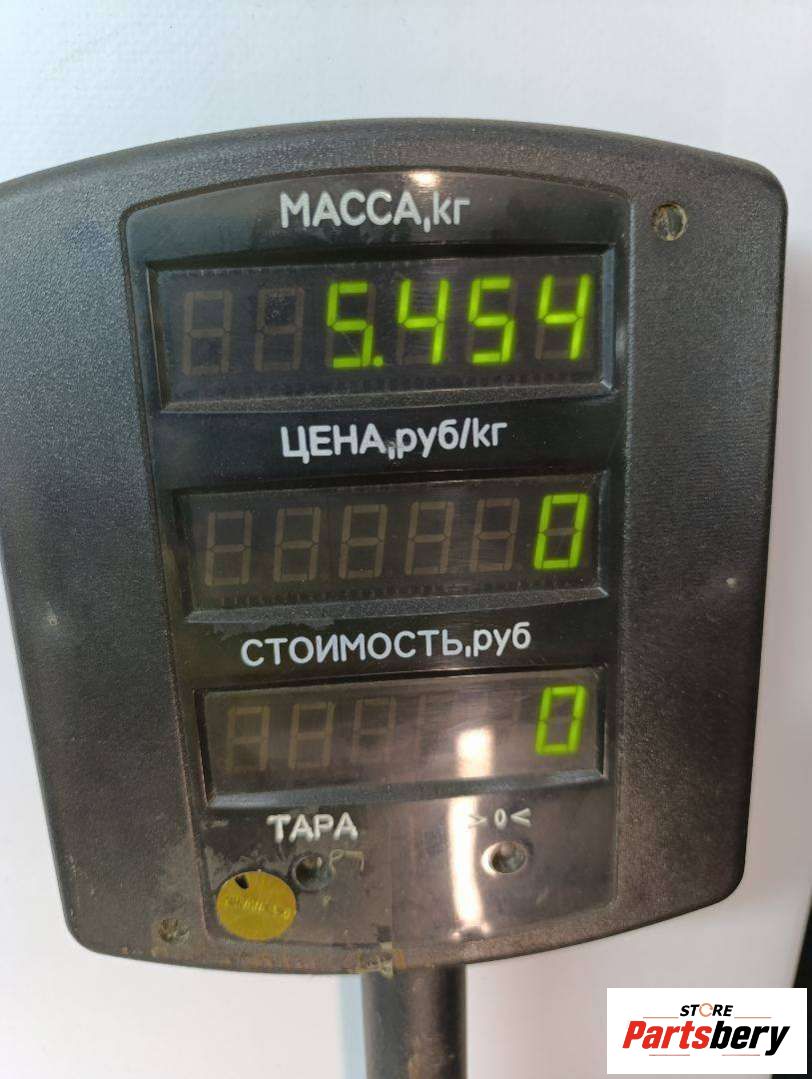 МАССА,кг
5.454
ЦЕНА,руб/кг
0
СТОИМОСТЬ,руб
0
ТАРА >0<
STORE
Partsbery